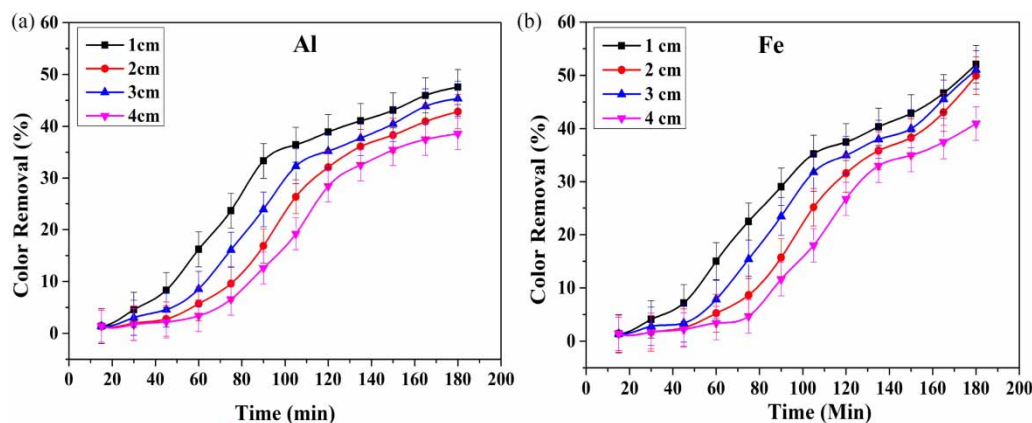 (a)
Al
1cm
2cm
3cm
4cm
Color Removal (%)
60
50
40
30
20
10
0
0 20 40 60 80 100 120 140 160 180 200
Time (min)
(b)
Fe
1 cm
2 cm
3 cm
4 cm
Color Removal (%)
60
50
40
30
20
10
0
0 20 40 60 80 100 120 140 160 180 200
Time (Min)